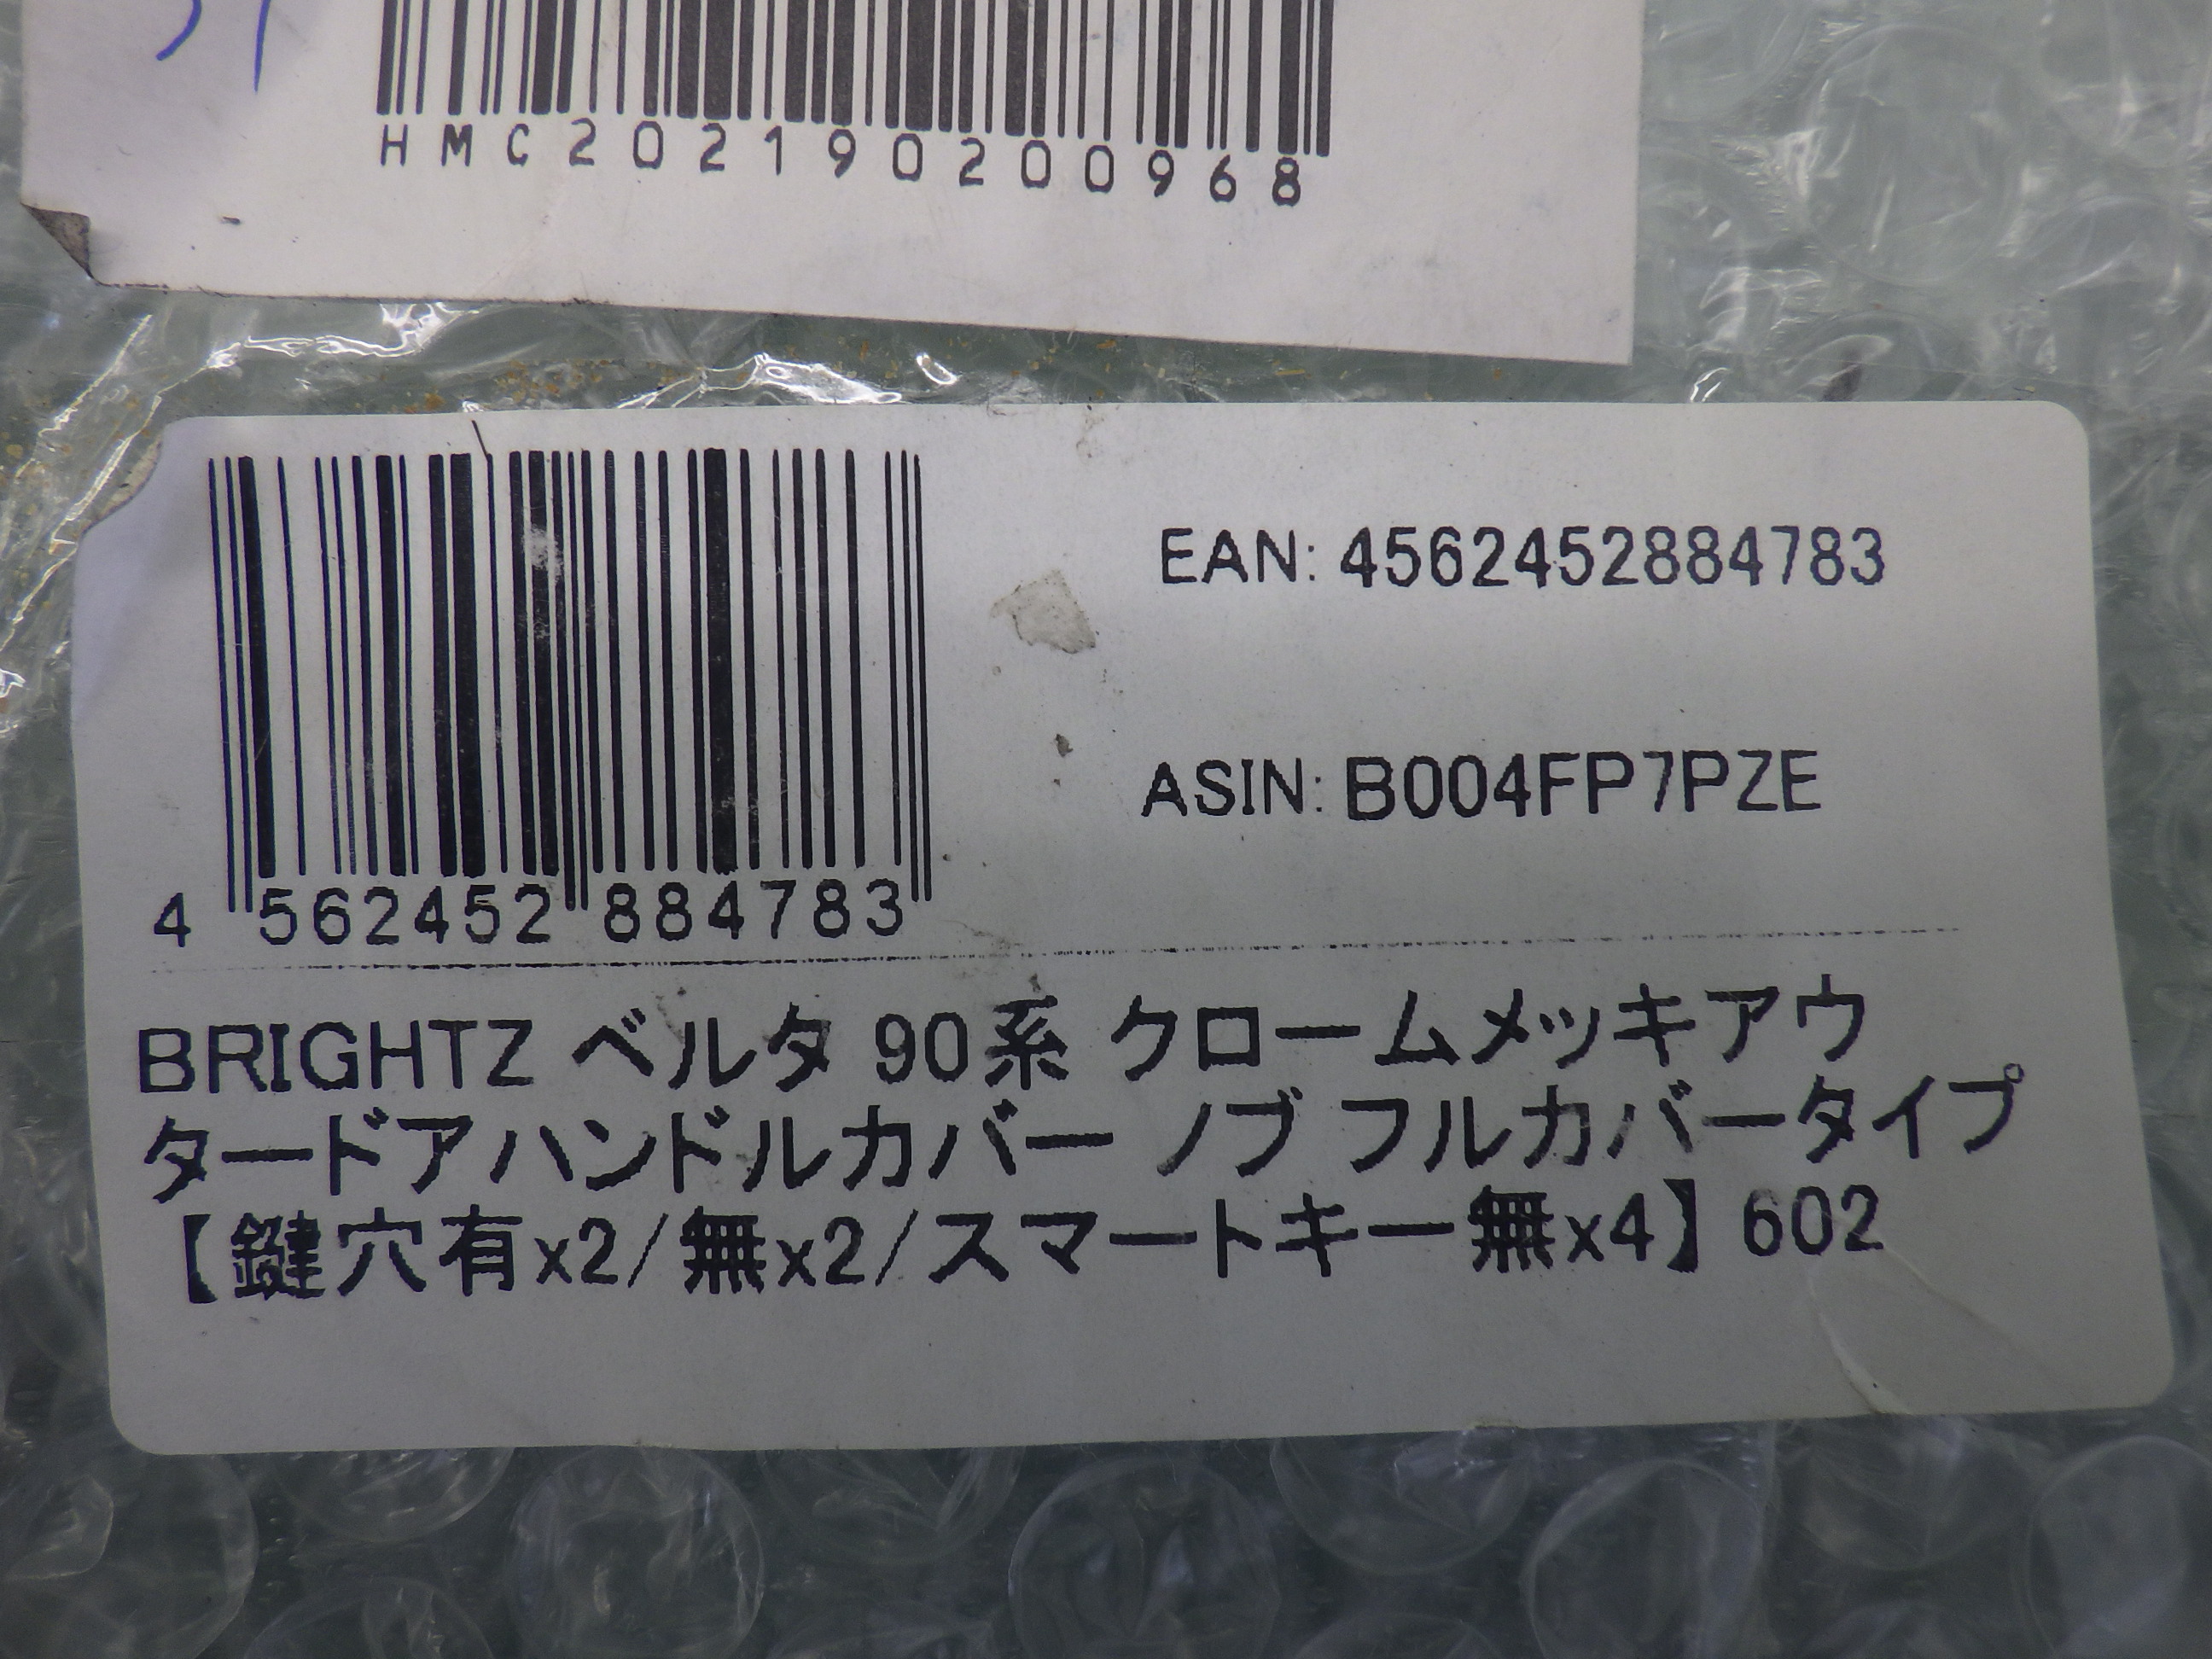 HMC202190200968
EAN: 4562452884783
ASIN: B004FP7PZE
4 562452 884783
BRIGHTZ ベルタ 90系 クロームメッキアウ
タードアハンドルカバー ノブ フルカバータイプ
【鍵穴有x2/無x2/スマートキー無x4】602